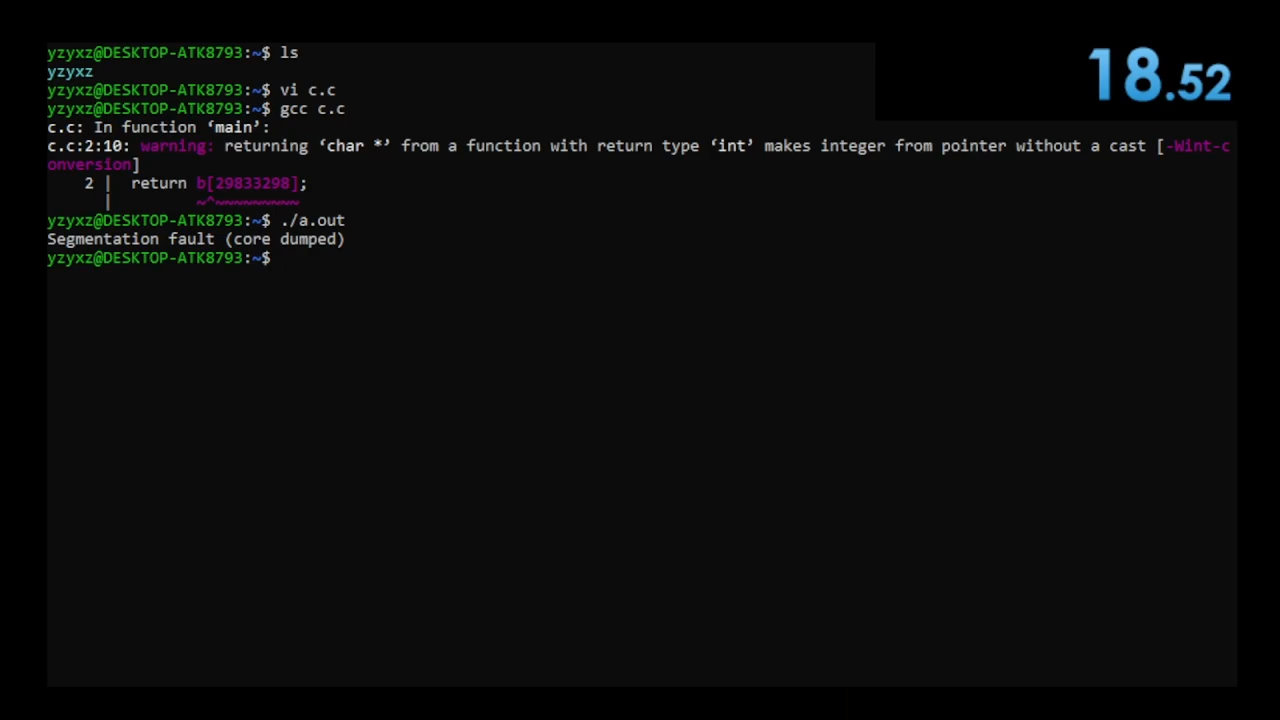 yzyxz@DESKTOP-ATK8793:~$ ls
18.52
yzyxz
yzyxz@DESKTOP-ATK8793:~$ vi c.c
yzyxz@DESKTOP-ATK8793:~$ gcc c.c
c.c: In function ‘main’:
c.c:2:10: warning: returning ‘char *’ from a function with return type ‘int’ makes integer from pointer without a cast [-Wint-c
onversion]
    2 |  return b[29833298];
      |         ~^~~~~~~~~~
yzyxz@DESKTOP-ATK8793:~$ ./a.out
Segmentation fault (core dumped)
yzyxz@DESKTOP-ATK8793:~$